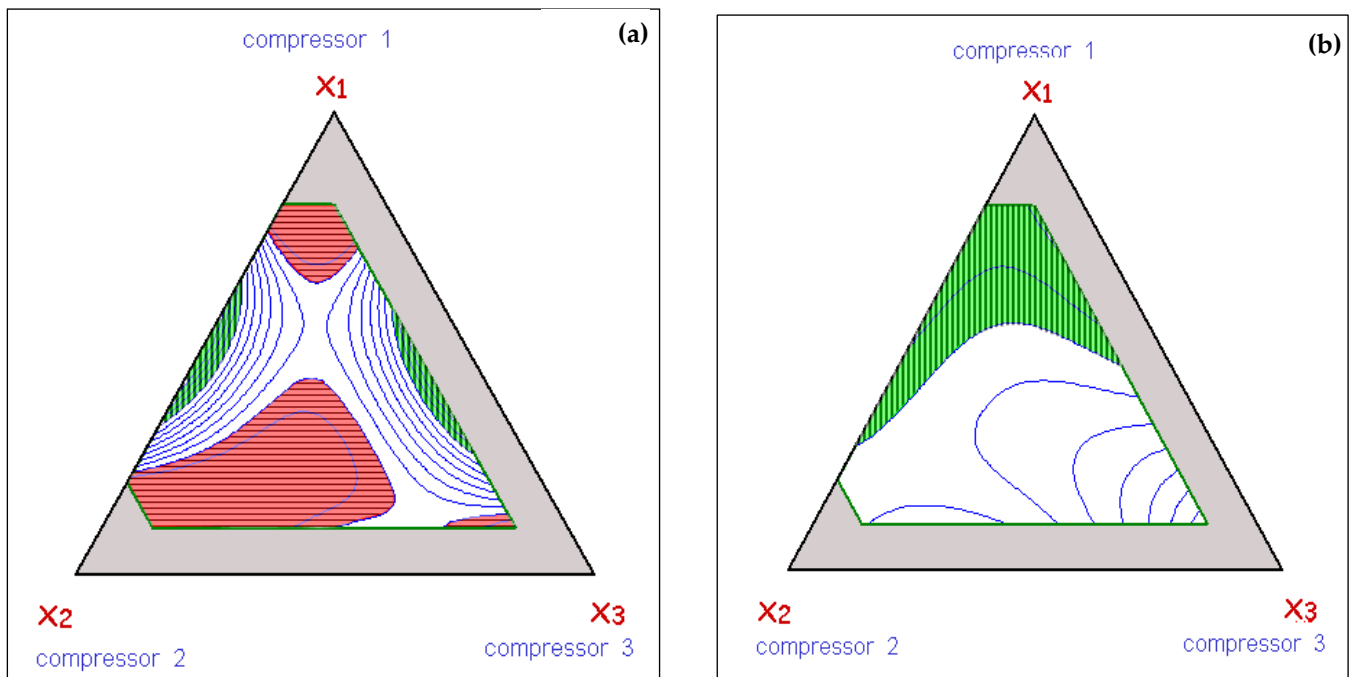 (a)
compressor 1
X1
X2
X3
compressor 2
compressor 3
(b)
compressor 1
X1
X2
X3
compressor 2
compressor 3